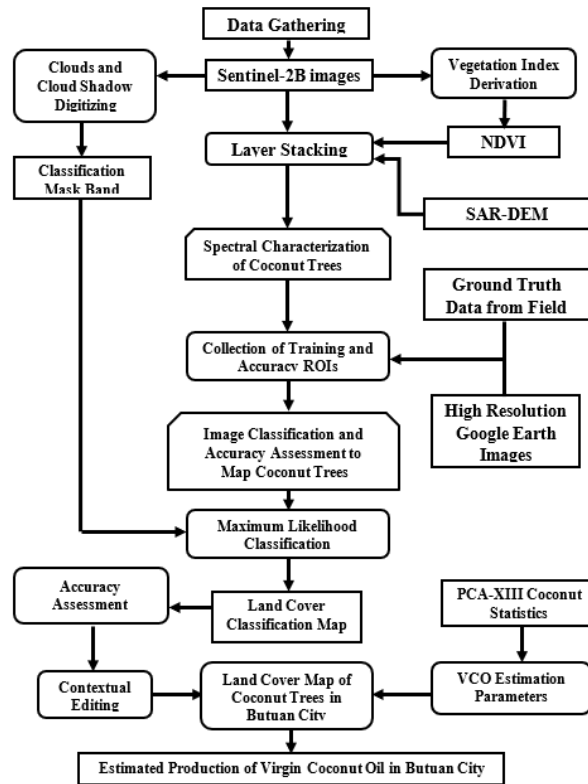 Data Gathering
Clouds and
Cloud Shadow
Digitizing
Sentinel-2B images
Vegetation Index
Derivation
NDVI
Layer Stacking
Classification
Mask Band
SAR-DEM
Spectral Characterization
of Coconut Trees
Ground Truth
Data from Field
Collection of Training and
Accuracy ROIs
High Resolution
Google Earth
Images
Image Classification and
Accuracy Assessment to
Map Coconut Trees
Maximum Likelihood
Classification
Accuracy
Assessment
Land Cover
Classification Map
PCA-XIII Coconut
Statistics
Contextual
Editing
Land Cover Map of
Coconut Trees in
Butuan City
VCO Estimation
Parameters
Estimated Production of Virgin Coconut Oil in Butuan City